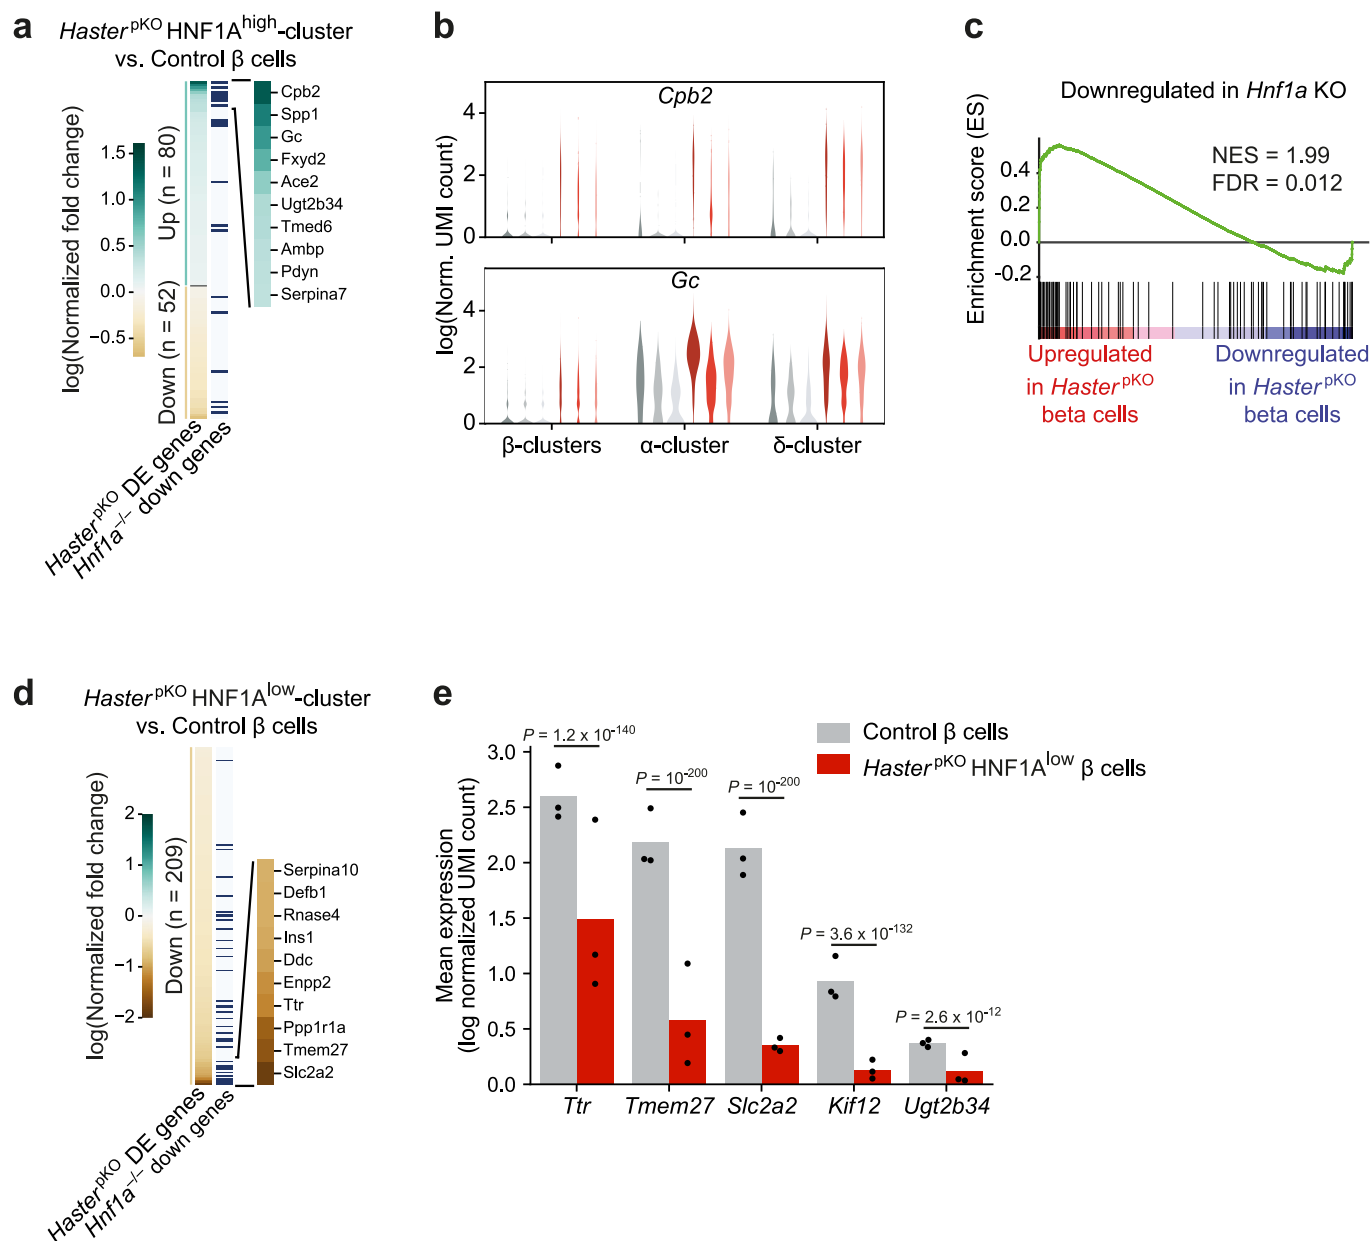 a
Haster pKO HNF1A high-cluster
vs. Control β cells
log(Normalized fold change)
1.5
1.0
0.5
0.0
−0.5
Up (n = 80)
Down (n = 52)
Cpb2
Spp1
Gc
Fxyd2
Ace2
Ugt2b34
Tmed6
Ambp
Pdyn
Serpina7
Haster pKO DE genes
Hnf1a −/− down genes
b
log(Norm. UMI count)
Cpb2
4
2
0
Gc
4
2
0
β-clusters
α-cluster
δ-cluster
c
Downregulated in Hnf1a KO
Enrichment score (ES)
0.4
0.2
0.0
-0.2
NES = 1.99
FDR = 0.012
Upregulated
in Haster pKO
beta cells
Downregulated
in Haster pKO
beta cells
d
Haster pKO HNF1A low-cluster
vs. Control β cells
log(Normalized fold change)
2
1
0
−1
−2
Down (n = 209)
Serpina10
Defb1
Rnase4
Ins1
Ddc
Enpp2
Ttr
Ppp1r1a
Tmem27
Slc2a2
Haster pKO DE genes
Hnf1a −/− down genes
e
Control β cells
Haster pKO HNF1A low β cells
Mean expression
(log normalized UMI count)
3.0
2.5
2.0
1.5
1.0
0.5
0.0
P = 1.2 x 10-140
P = 10-200
P = 10-200
P = 3.6 x 10-132
P = 2.6 x 10-12
Ttr
Tmem27
Slc2a2
Kif12
Ugt2b34